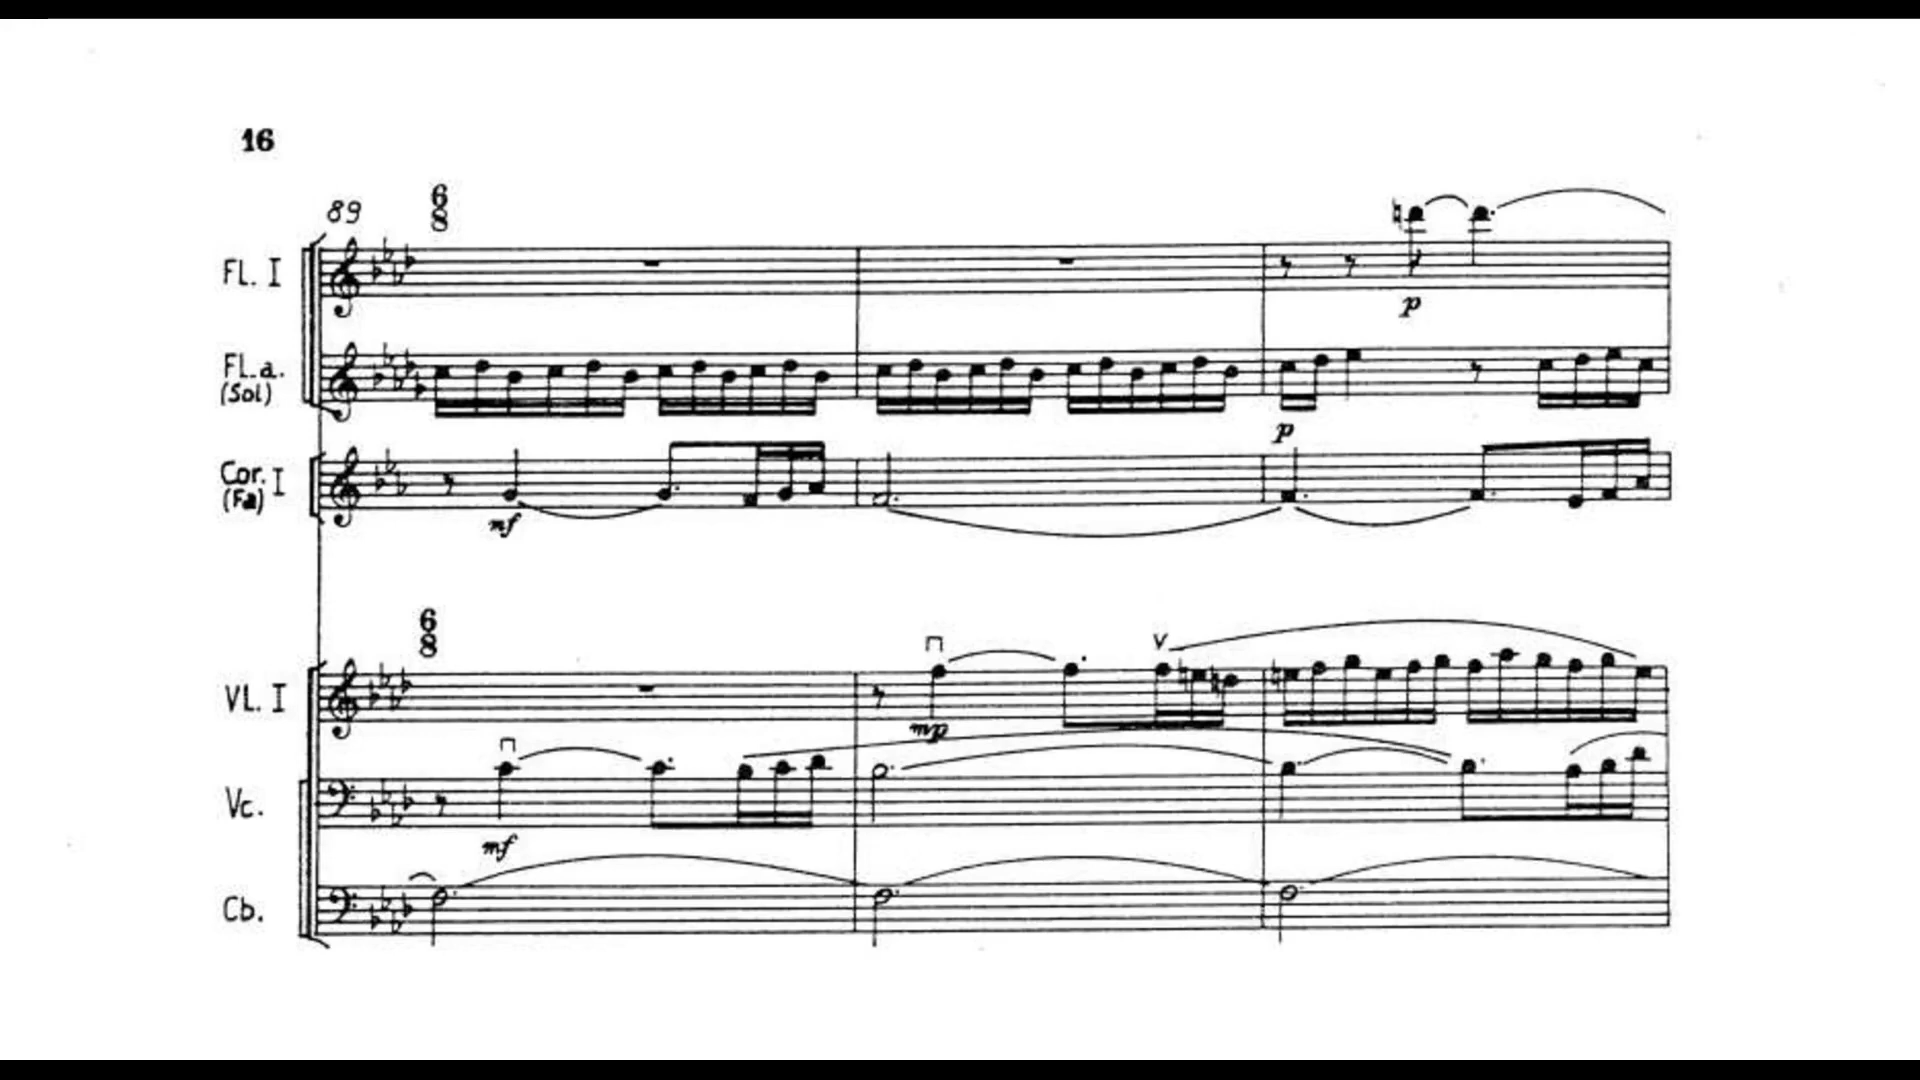 16
89
6
8
Fl. I
p
Fl. a.
(Sol)
p
Cor. I
(Fa)
mf
6
8
Vl. I
mp
Vc.
mf
Cb.